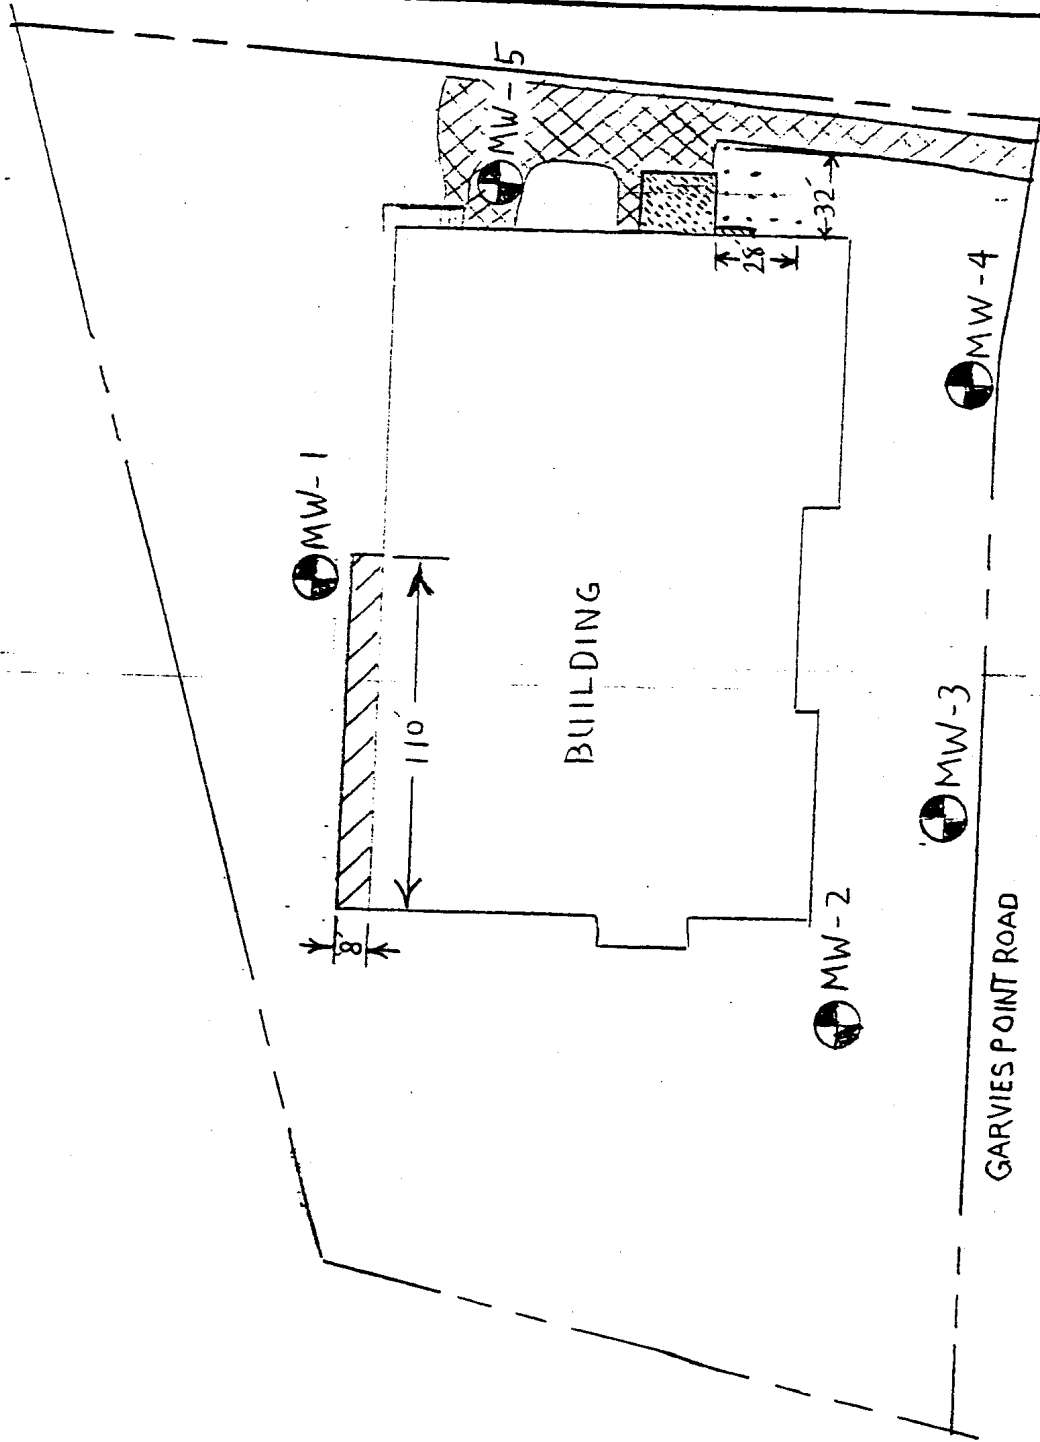 MW-5
32'
28'
MW-4
MW-1
110'
BUILDING
MW-3
8'
MW-2
GARVIES POINT ROAD